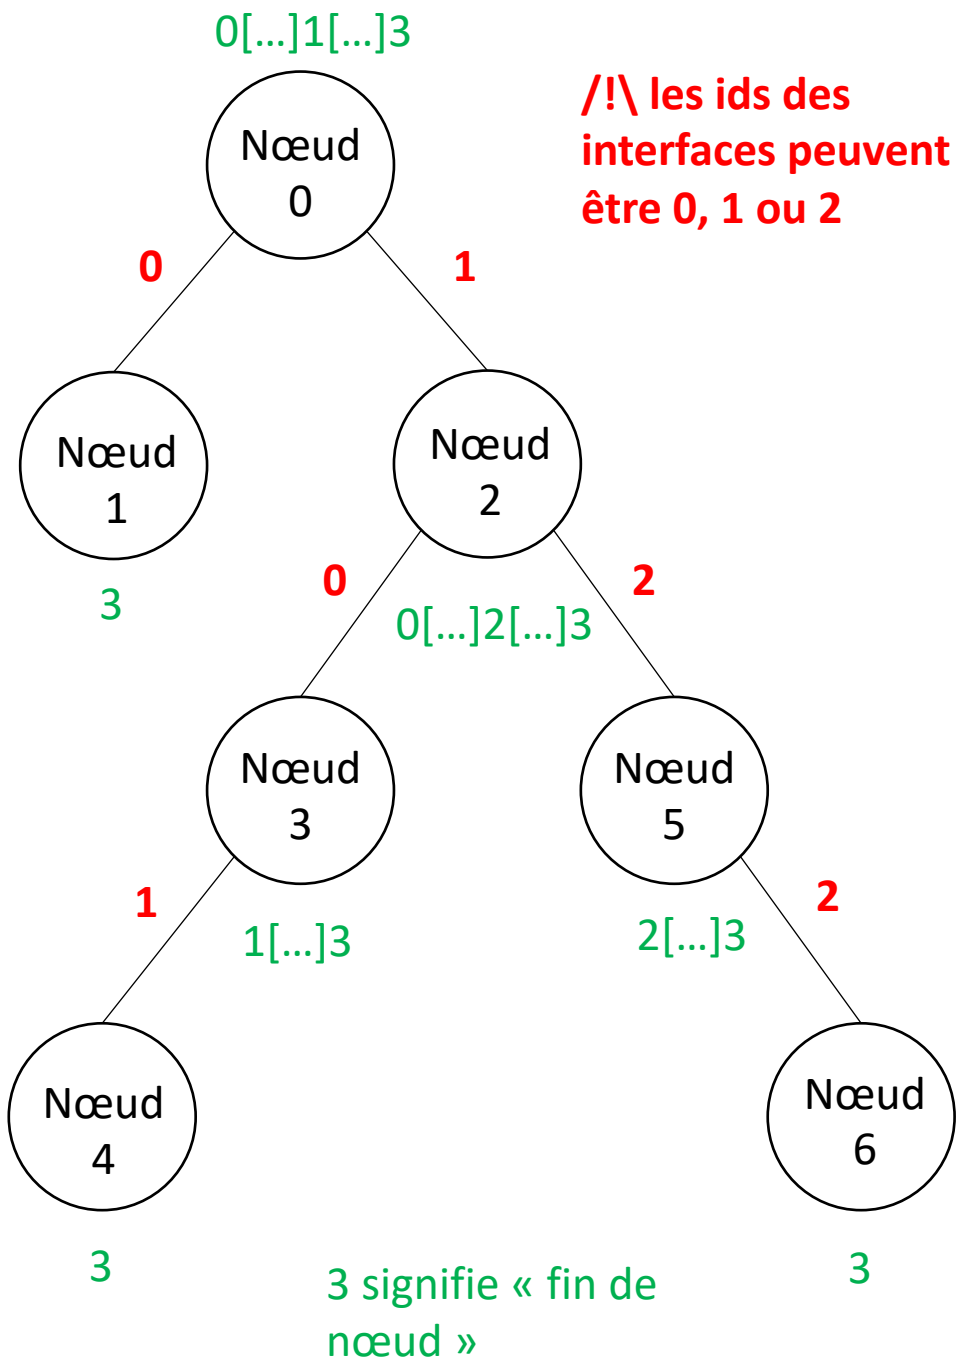 0[…]1[…]3
/!\ les ids des
interfaces peuvent
être 0, 1 ou 2
Nœud
0
0
1
Nœud
1
Nœud
2
3
0
2
0[…]2[…]3
Nœud
3
Nœud
5
1
2
1[…]3
2[…]3
Nœud
4
Nœud
6
3
3
3 signifie « fin de
nœud »